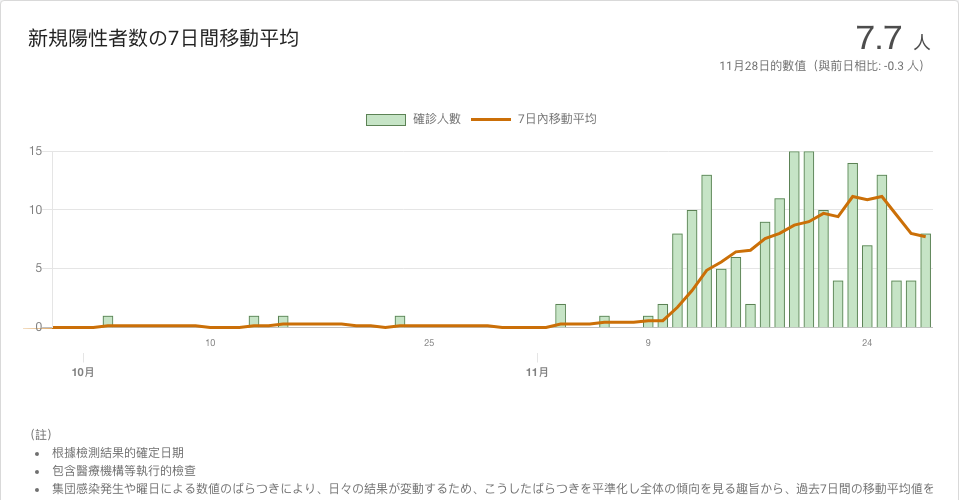 新規陽性者数の7日間移動平均
7.7 人
11月28日的數值（與前日相比: -0.3 人）
確診人數 7日內移動平均
15
10
5
0
10 25 9 24
10月 11月
（註）
• 根據檢測結果的確定日期
• 包含醫療機構等執行的檢查
• 集団感染発生や曜日による数値のばらつきにより、日々の結果が変動するため、こうしたばらつきを平準化し全体の傾向を見る趣旨から、過去7日間の移動平均値を